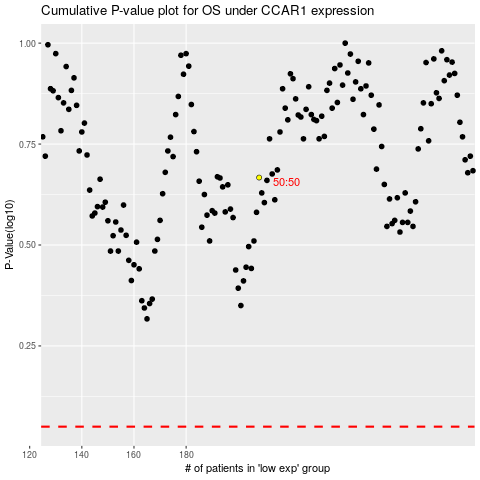 Cumulative P-value plot for OS under CCAR1 expression
P-Value(log10)
1.00
0.75
0.50
0.25
50:50
120 140 160 180
# of patients in 'low exp' group